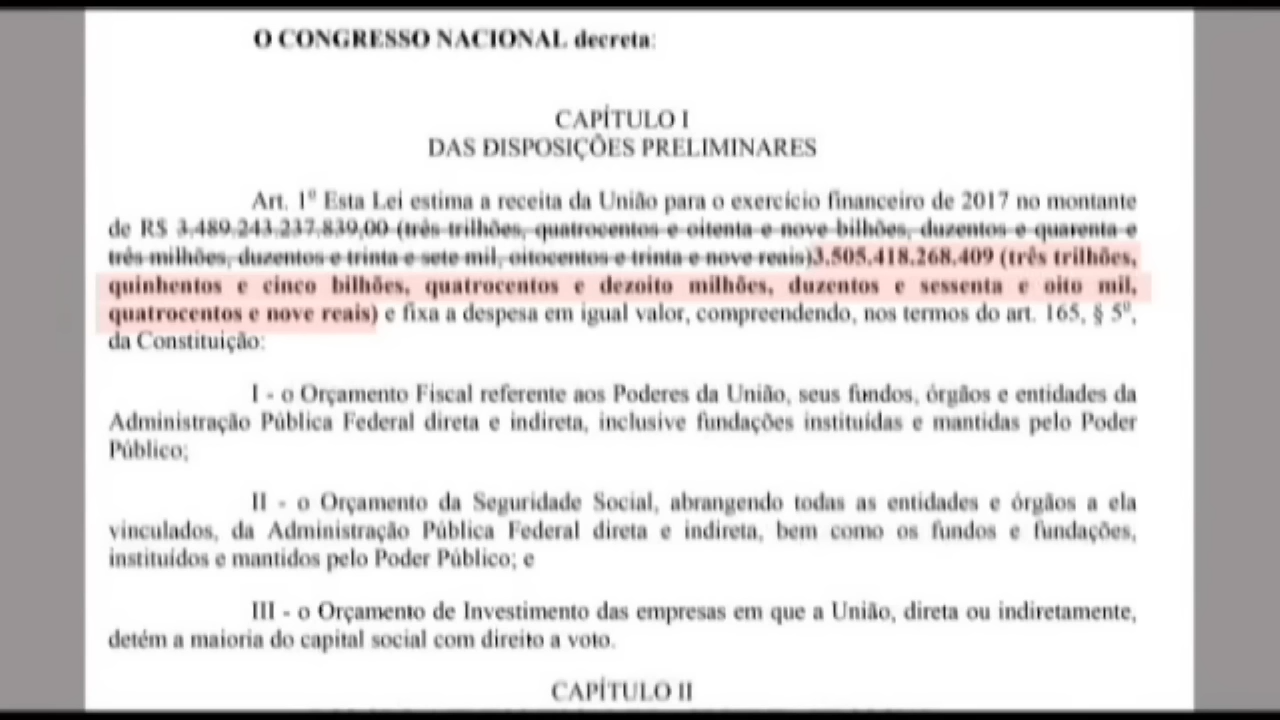 O CONGRESSO NACIONAL decreta:
CAPÍTULO I
DAS DISPOSIÇÕES PRELIMINARES
Art. 1º Esta Lei estima a receita da União para o exercício financeiro de 2017 no montante
de R$ 3.489.243.237.839,00 (três trilhões, quatrocentos e oitenta e nove bilhões, duzentos e quarenta e
três milhões, duzentos e trinta e sete mil, oitocentos e trinta e nove reais)3.505.418.268.409 (três trilhões,
quinhentos e cinco bilhões, quatrocentos e dezoito milhões, duzentos e sessenta e oito mil,
quatrocentos e nove reais) e fixa a despesa em igual valor, compreendendo, nos termos do art. 165, § 5º,
da Constituição:
I - o Orçamento Fiscal referente aos Poderes da União, seus fundos, órgãos e entidades da
Administração Pública Federal direta e indireta, inclusive fundações instituídas e mantidas pelo Poder
Público;
II - o Orçamento da Seguridade Social, abrangendo todas as entidades e órgãos a ela
vinculados, da Administração Pública Federal direta e indireta, bem como os fundos e fundações,
instituídos e mantidos pelo Poder Público; e
III - o Orçamento de Investimento das empresas em que a União, direta ou indiretamente,
detém a maioria do capital social com direito a voto.
CAPÍTULO II